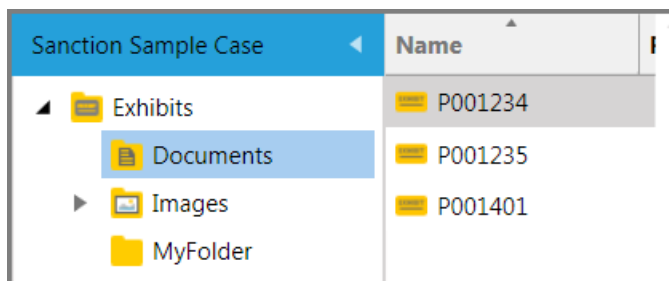 Sanction Sample Case
Name
Exhibits
Documents
Images
MyFolder
P001234
P001235
P001401